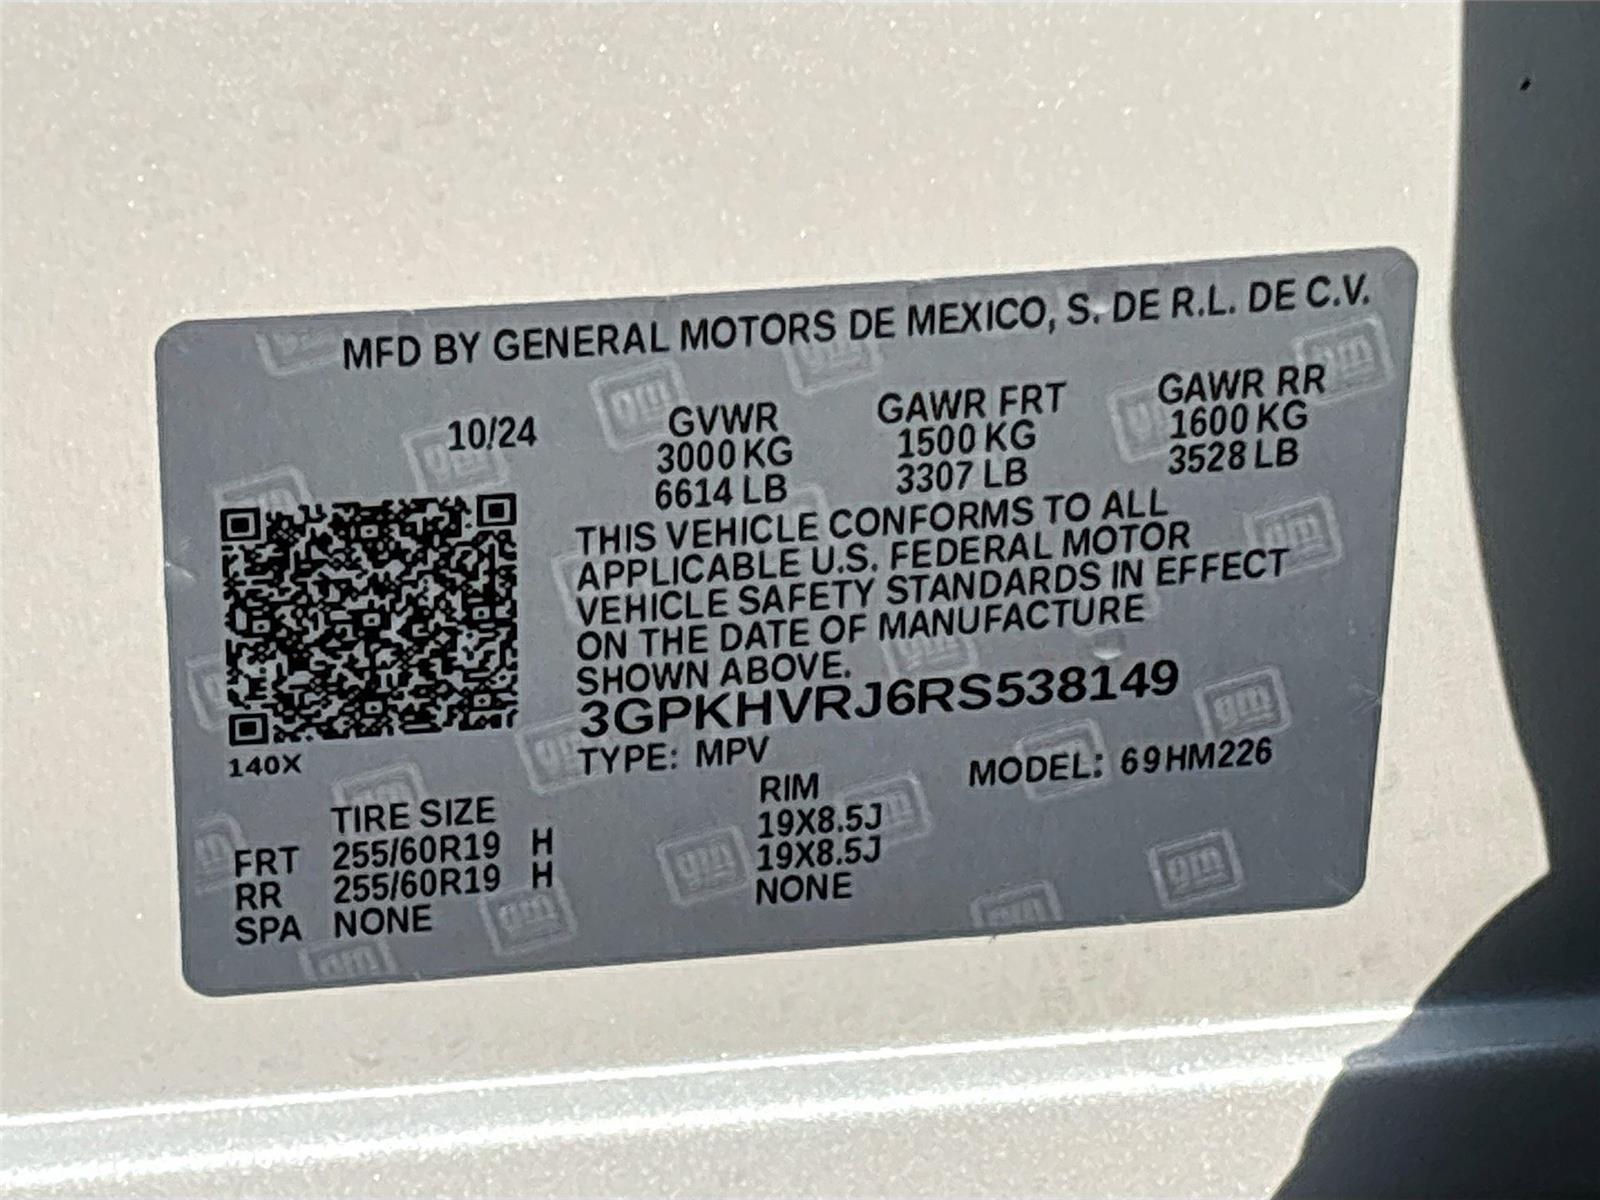 MFD BY GENERAL MOTORS DE MEXICO, S. DE R.L. DE C.V.
10/24 GVWR GAWR FRT GAWR RR
3000 KG 1500 KG 1600 KG
6614 LB 3307 LB 3528 LB
THIS VEHICLE CONFORMS TO ALL
APPLICABLE U.S. FEDERAL MOTOR
VEHICLE SAFETY STANDARDS IN EFFECT
ON THE DATE OF MANUFACTURE
SHOWN ABOVE.
3GPKHVRJ6RS538149
140X
TYPE: MPV MODEL: 69HM226
TIRE SIZE RIM
FRT 255/60R19 H 19X8.5J
RR 255/60R19 H 19X8.5J
SPA NONE NONE